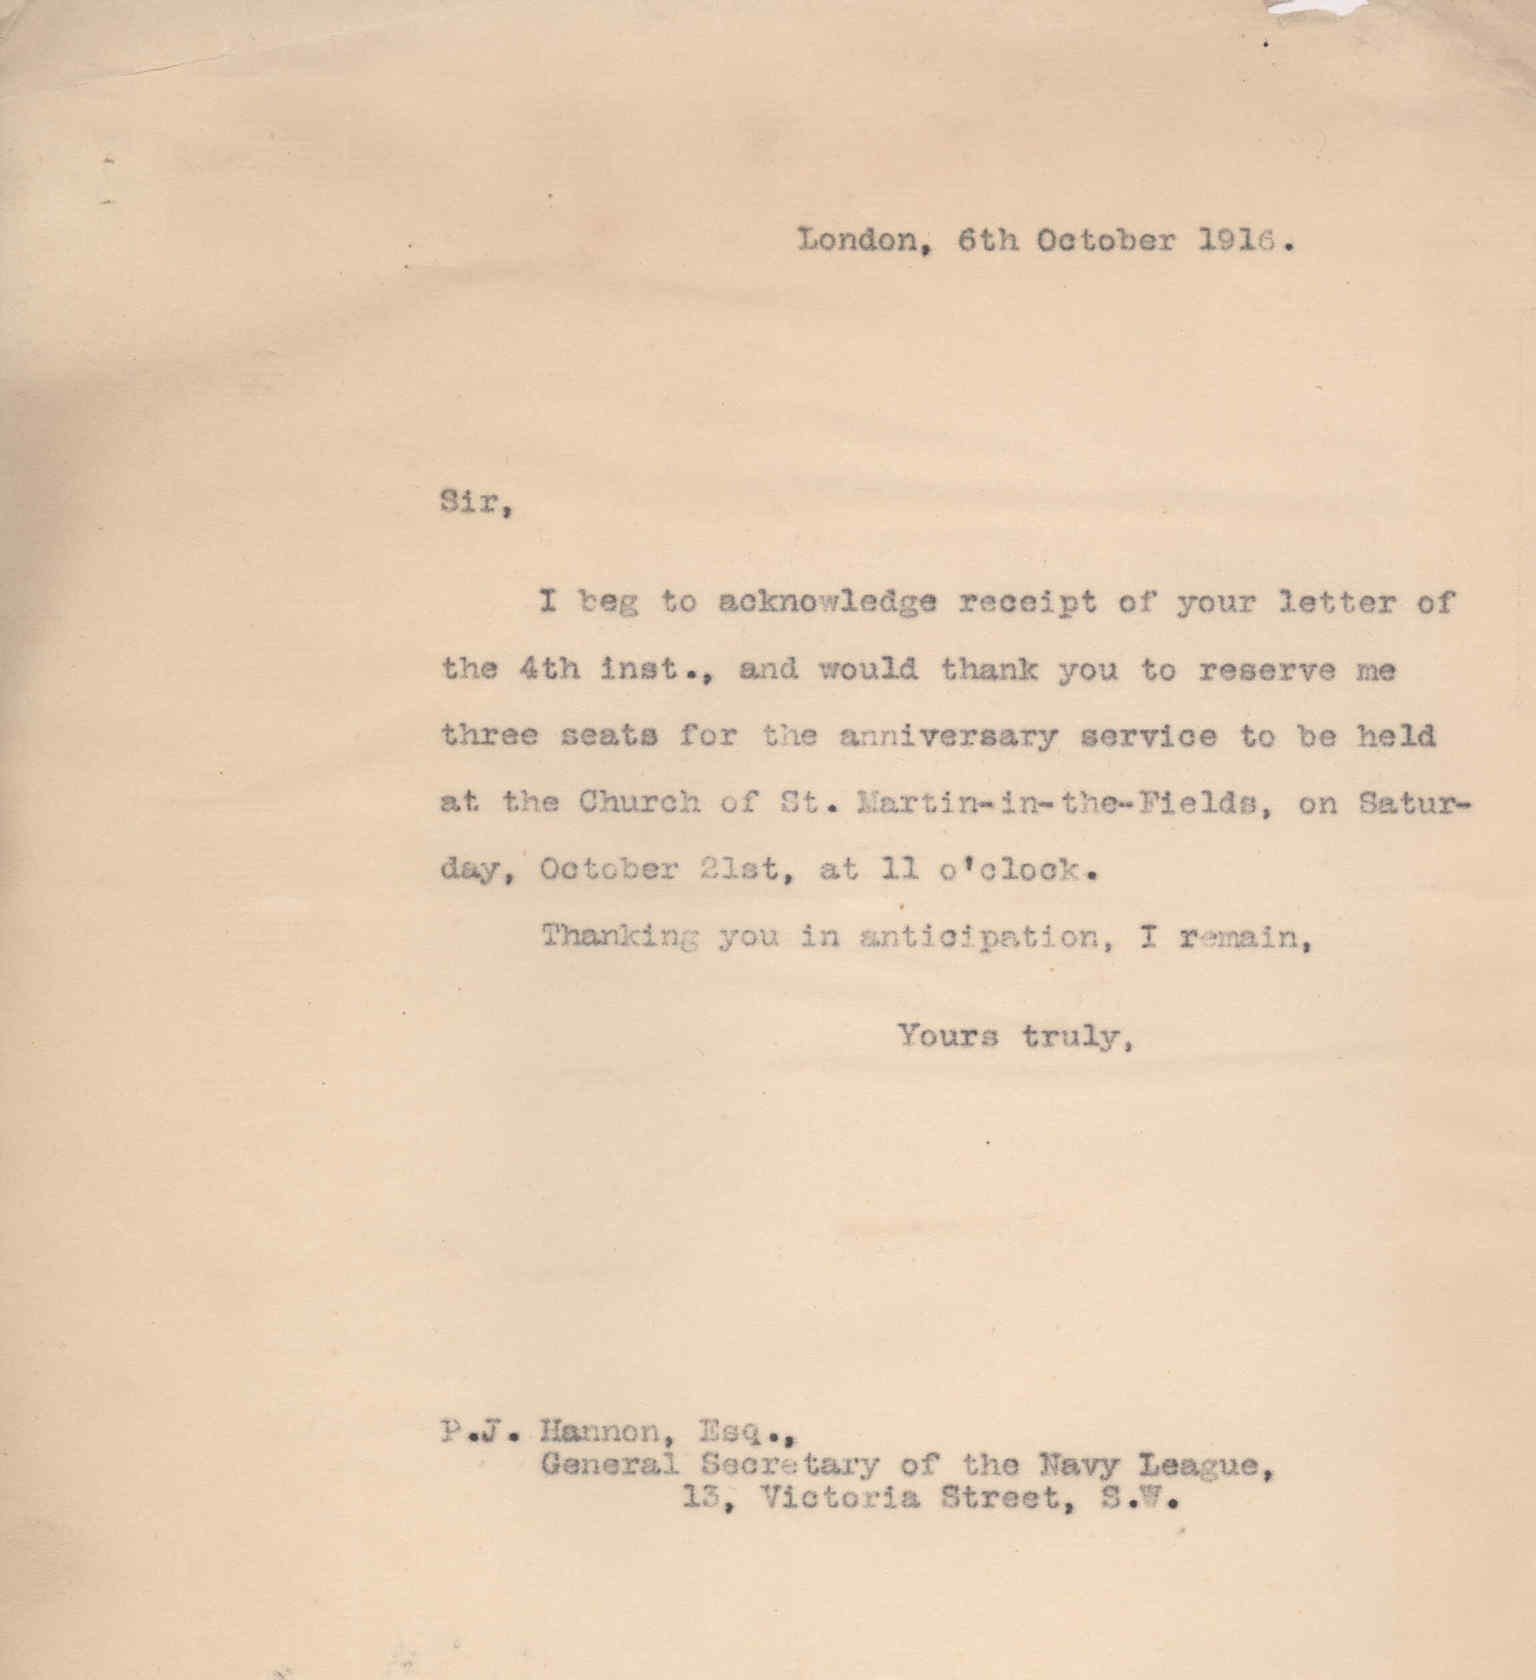 London, 6th October 1916.
Sir,
I beg to acknowledge receipt of your letter of
the 4th inst., and would thank you to reserve me
three seats for the anniversary service to be held
at the Church of St. Martin-in-the-Fields, on Satur-
day, October 21st, at 11 o'clock.
Thanking you in anticipation, I remain,
Yours truly,
P.J. Hannon, Esq.,
General Secretary of the Navy League,
13, Victoria Street, S.W.